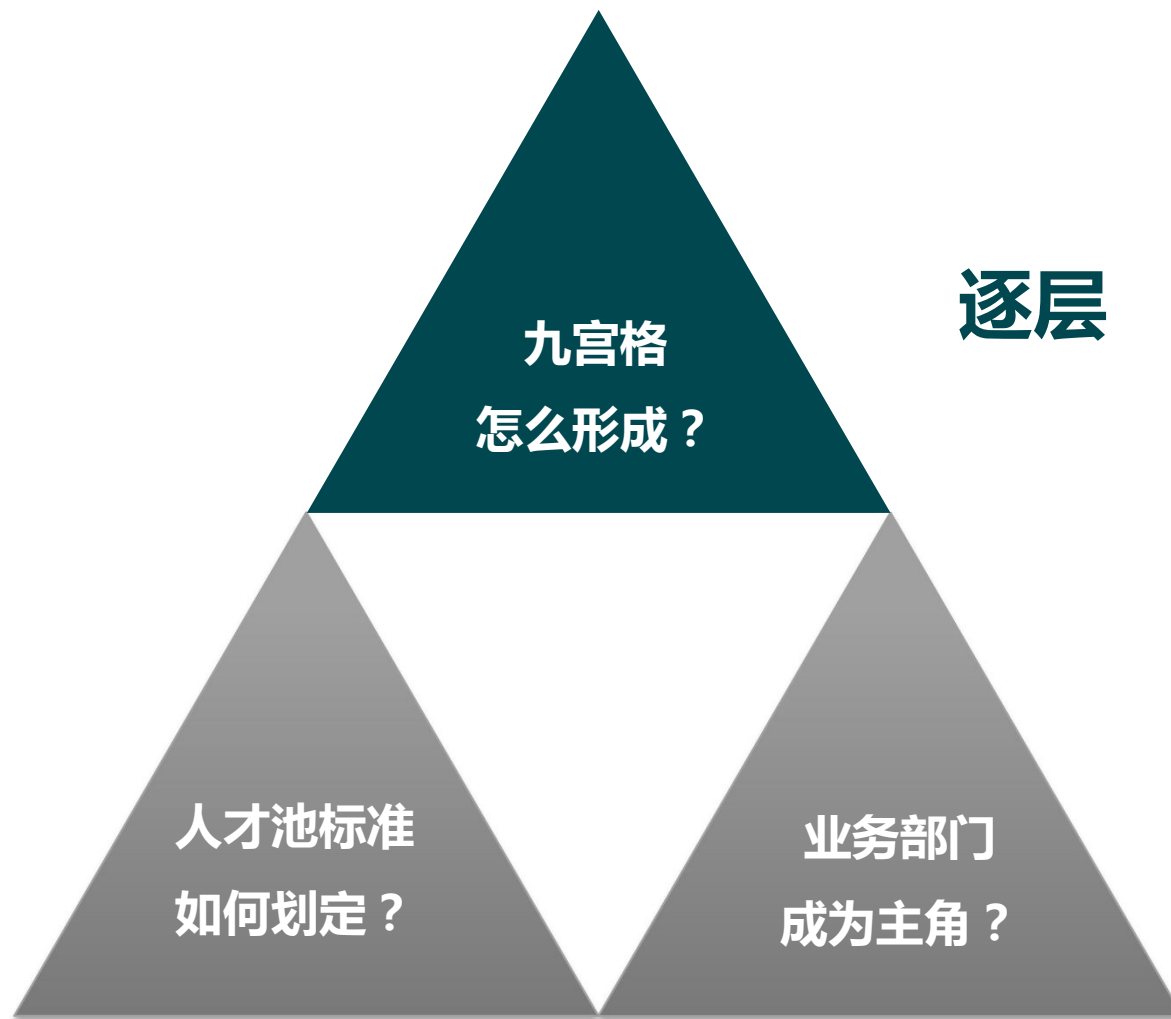 逐层
九宫格
怎么形成？
人才池标准
如何划定？
业务部门
成为主角？